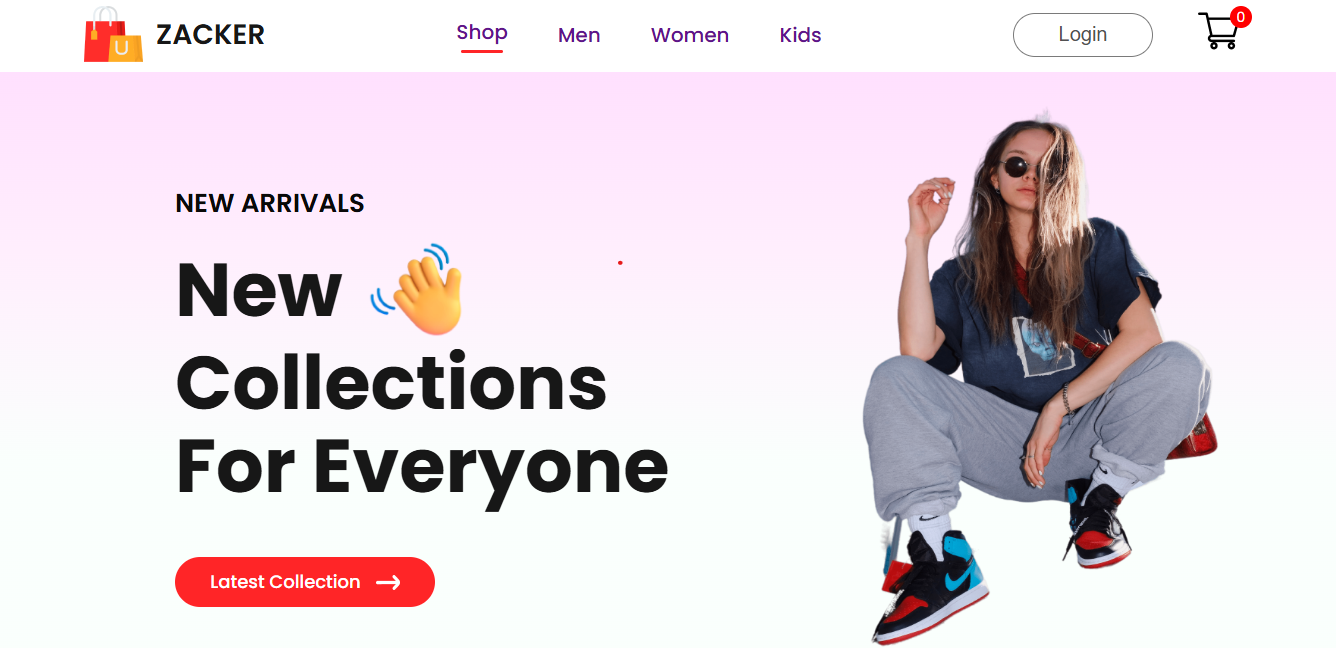 U
ZACKER
Shop
Men
Women
Kids
Login
0
NEW ARRIVALS
New
Collections
For Everyone
Latest Collection